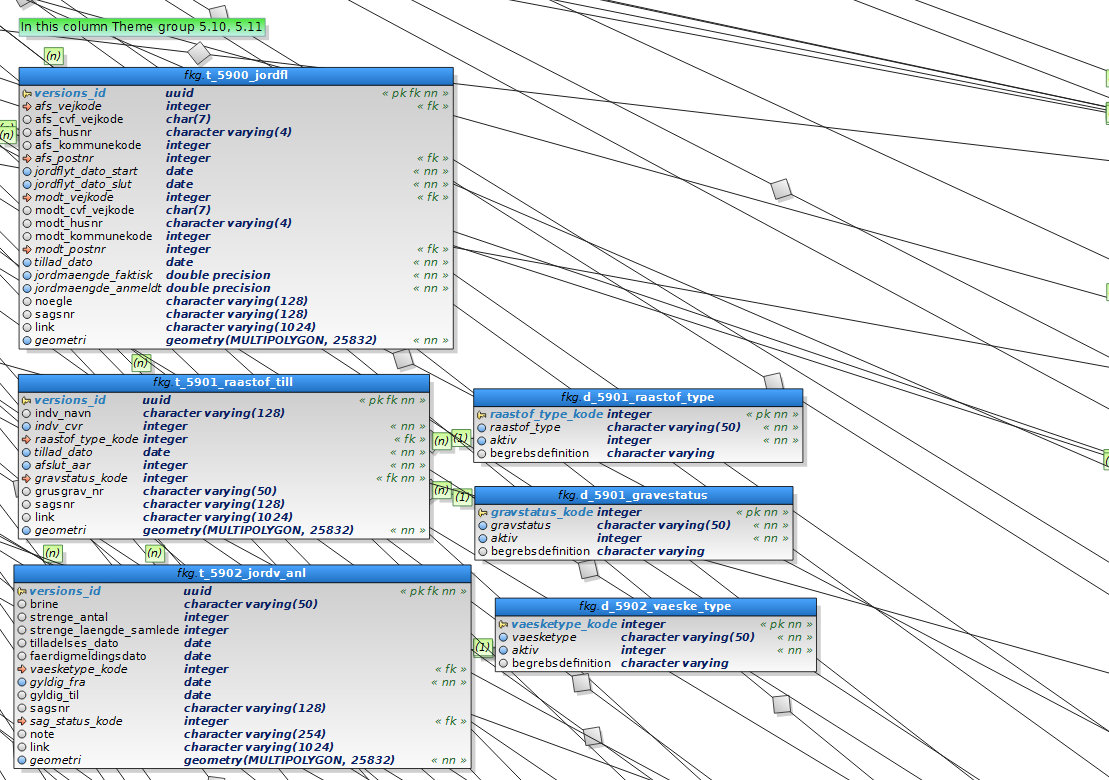 In this column Theme group 5.10, 5.11
(n)
(n)
fkg.t_5900_jordfl
versions_id uuid « pk fk nn »
afs_vejkode integer « fk »
afs_cvf_vejkode char(7)
afs_husnr character varying(4)
afs_kommunekode integer
afs_postnr integer « fk »
jordflyt_dato_start date « nn »
jordflyt_dato_slut date « nn »
modt_vejkode integer « fk »
modt_cvf_vejkode char(7)
modt_husnr character varying(4)
modt_kommunekode integer
modt_postnr integer « fk »
tillad_dato date « nn »
jordmaengde_faktisk double precision « nn »
jordmaengde_anmeldt double precision « nn »
noegle character varying(128)
sagsnr character varying(128)
link character varying(1024)
geometri geometry(MULTIPOLYGON, 25832) « nn »
(n)
fkg.t_5901_raastof_till
versions_id uuid « pk fk nn »
indv_navn character varying(128)
indv_cvr integer « nn »
raastof_type_kode integer « fk »
tillad_dato date « nn »
afslut_aar integer « nn »
gravstatus_kode integer « fk nn »
grusgrav_nr character varying(50)
sagsnr character varying(128)
link character varying(1024)
geometri geometry(MULTIPOLYGON, 25832) « nn »
(n) (1)
fkg.d_5901_raastof_type
raastof_type_kode integer « pk nn »
raastof_type character varying(50) « nn »
aktiv integer « nn »
begrebsdefinition character varying
(n) (1)
fkg.d_5901_gravestatus
gravstatus_kode integer « pk nn »
gravstatus character varying(50) « nn »
aktiv integer « nn »
begrebsdefinition character varying
(n) (n)
fkg.t_5902_jordv_anl
versions_id uuid « pk fk nn »
brine character varying(50)
strenge_antal integer
strenge_laengde_samlede integer
tilladelses_dato date
faerdigmeldingsdato date
vaesketype_kode integer « fk »
gyldig_fra date « nn »
gyldig_til date
sagsnr character varying(128)
sag_status_kode integer « fk »
note character varying(254)
link character varying(1024)
geometri geometry(MULTIPOLYGON, 25832) « nn »
(1)
fkg.d_5902_vaeske_type
vaesketype_kode integer « pk nn »
vaesketype character varying(50) « nn »
aktiv integer « nn »
begrebsdefinition character varying